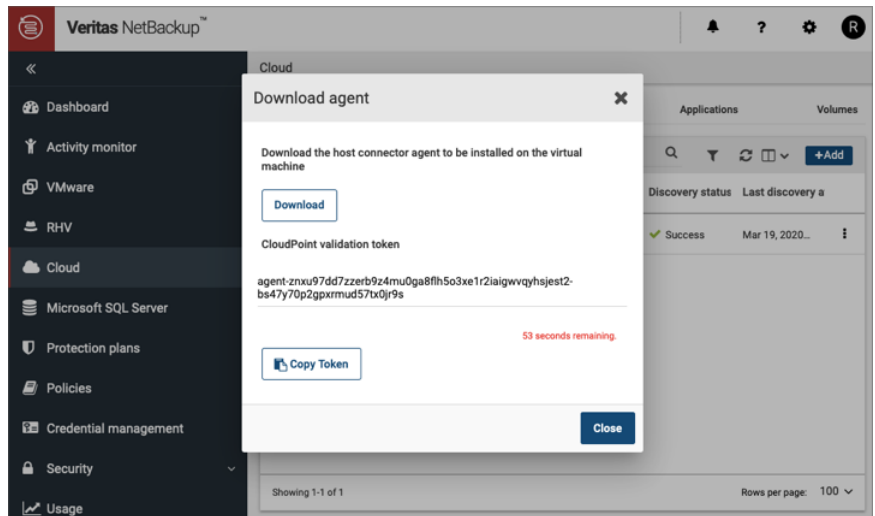 Veritas NetBackup™
?
R
«
Cloud
Dashboard
Activity monitor
VMware
RHV
Cloud
Microsoft SQL Server
Protection plans
Policies
Credential management
Security
Usage
Download agent
Download the host connector agent to be installed on the virtual
machine
Download
CloudPoint validation token
agent-znxu97dd7zzerb9z4mu0ga8flh5o3xe1r2iaigwvqyhsjest2-
bs47y70p2gpxrmud57tx0jr9s
53 seconds remaining.
Copy Token
Close
Applications Volumes
+Add
Discovery status Last discovery a
Success Mar 19, 2020...
Showing 1-1 of 1
Rows per page: 100